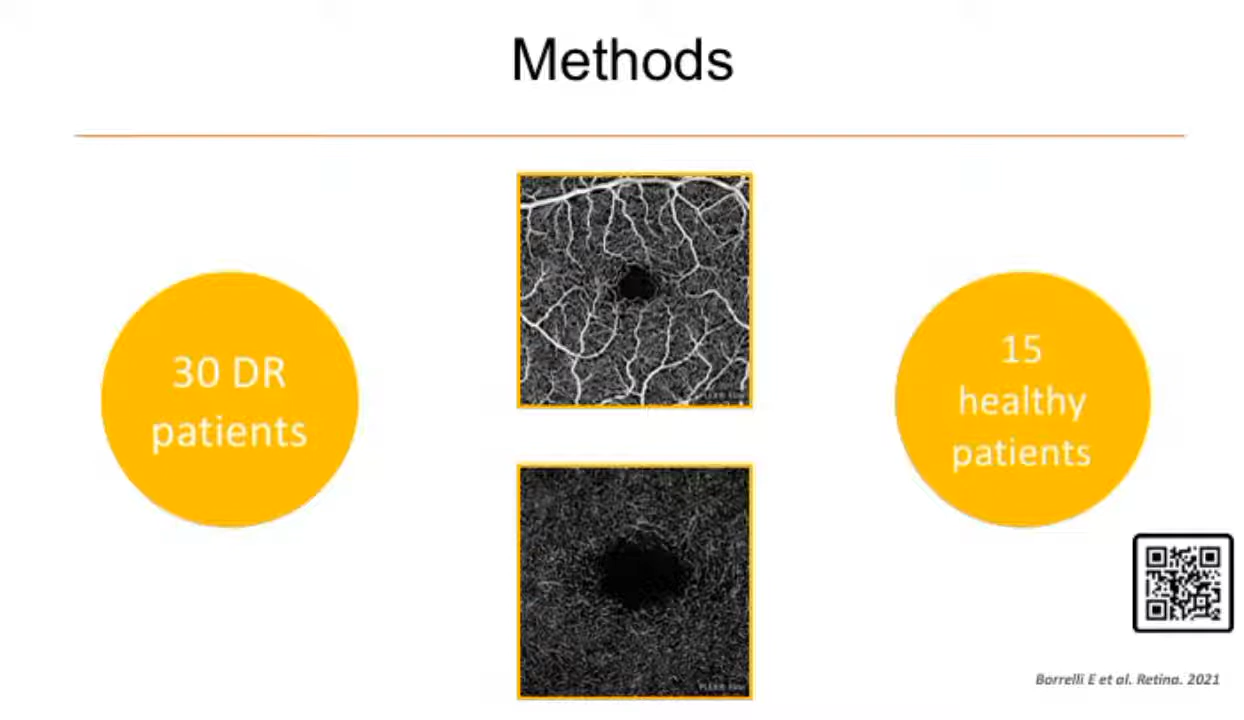 Methods
30 DR
patients
15
healthy
patients
Borrelli E et al. Retina. 2021